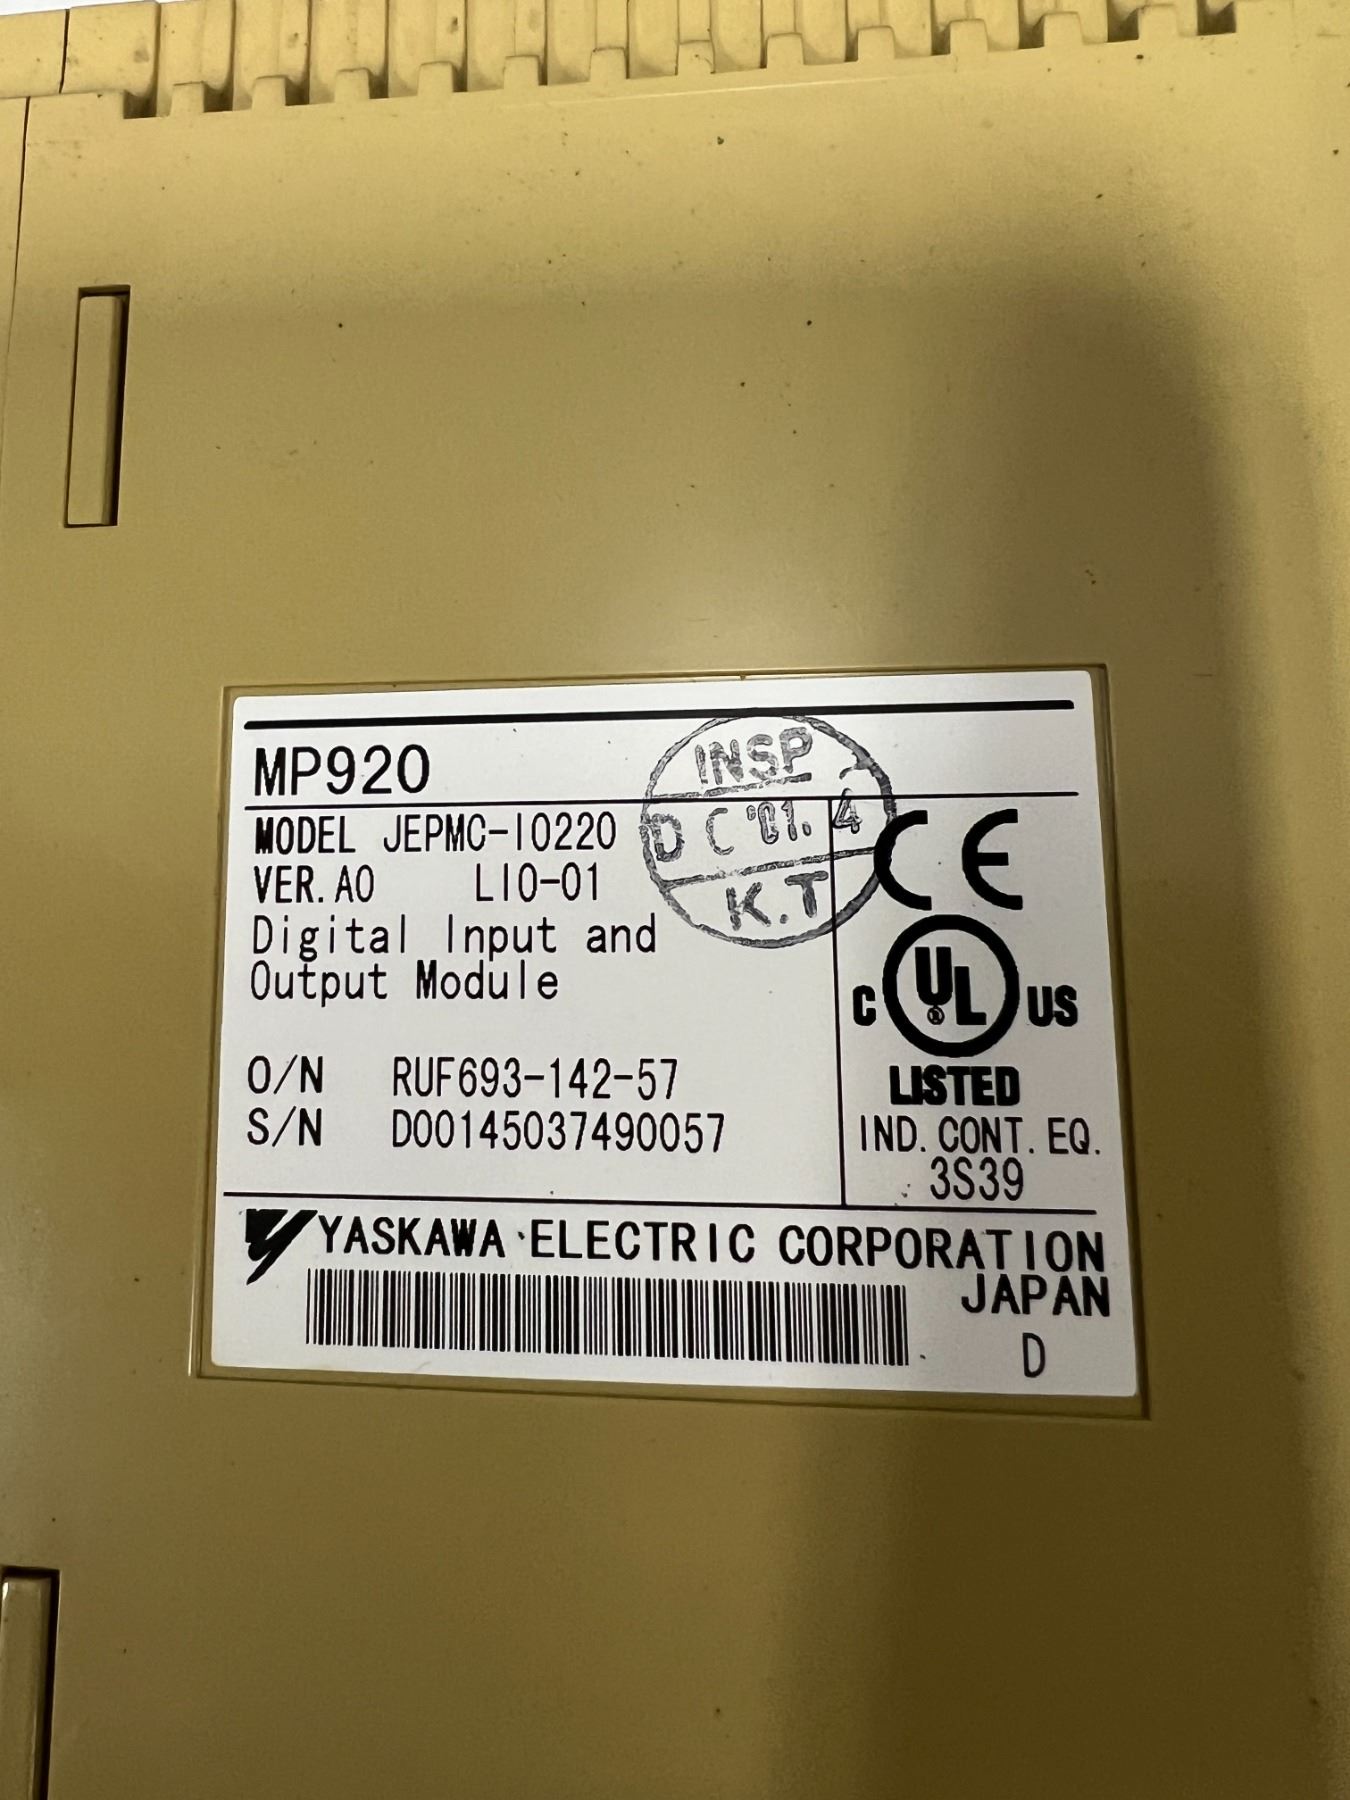 MP920
INSP
MODEL JEPMC-IO220
DC '01. 4
VER. A0 LIO-01
K.T
Digital Input and
Output Module
CE
C UL® US
LISTED
IND. CONT. EQ.
3S39
O/N RUF693-142-57
S/N D00145037490057
YASKAWA ELECTRIC CORPORATION
JAPAN
D